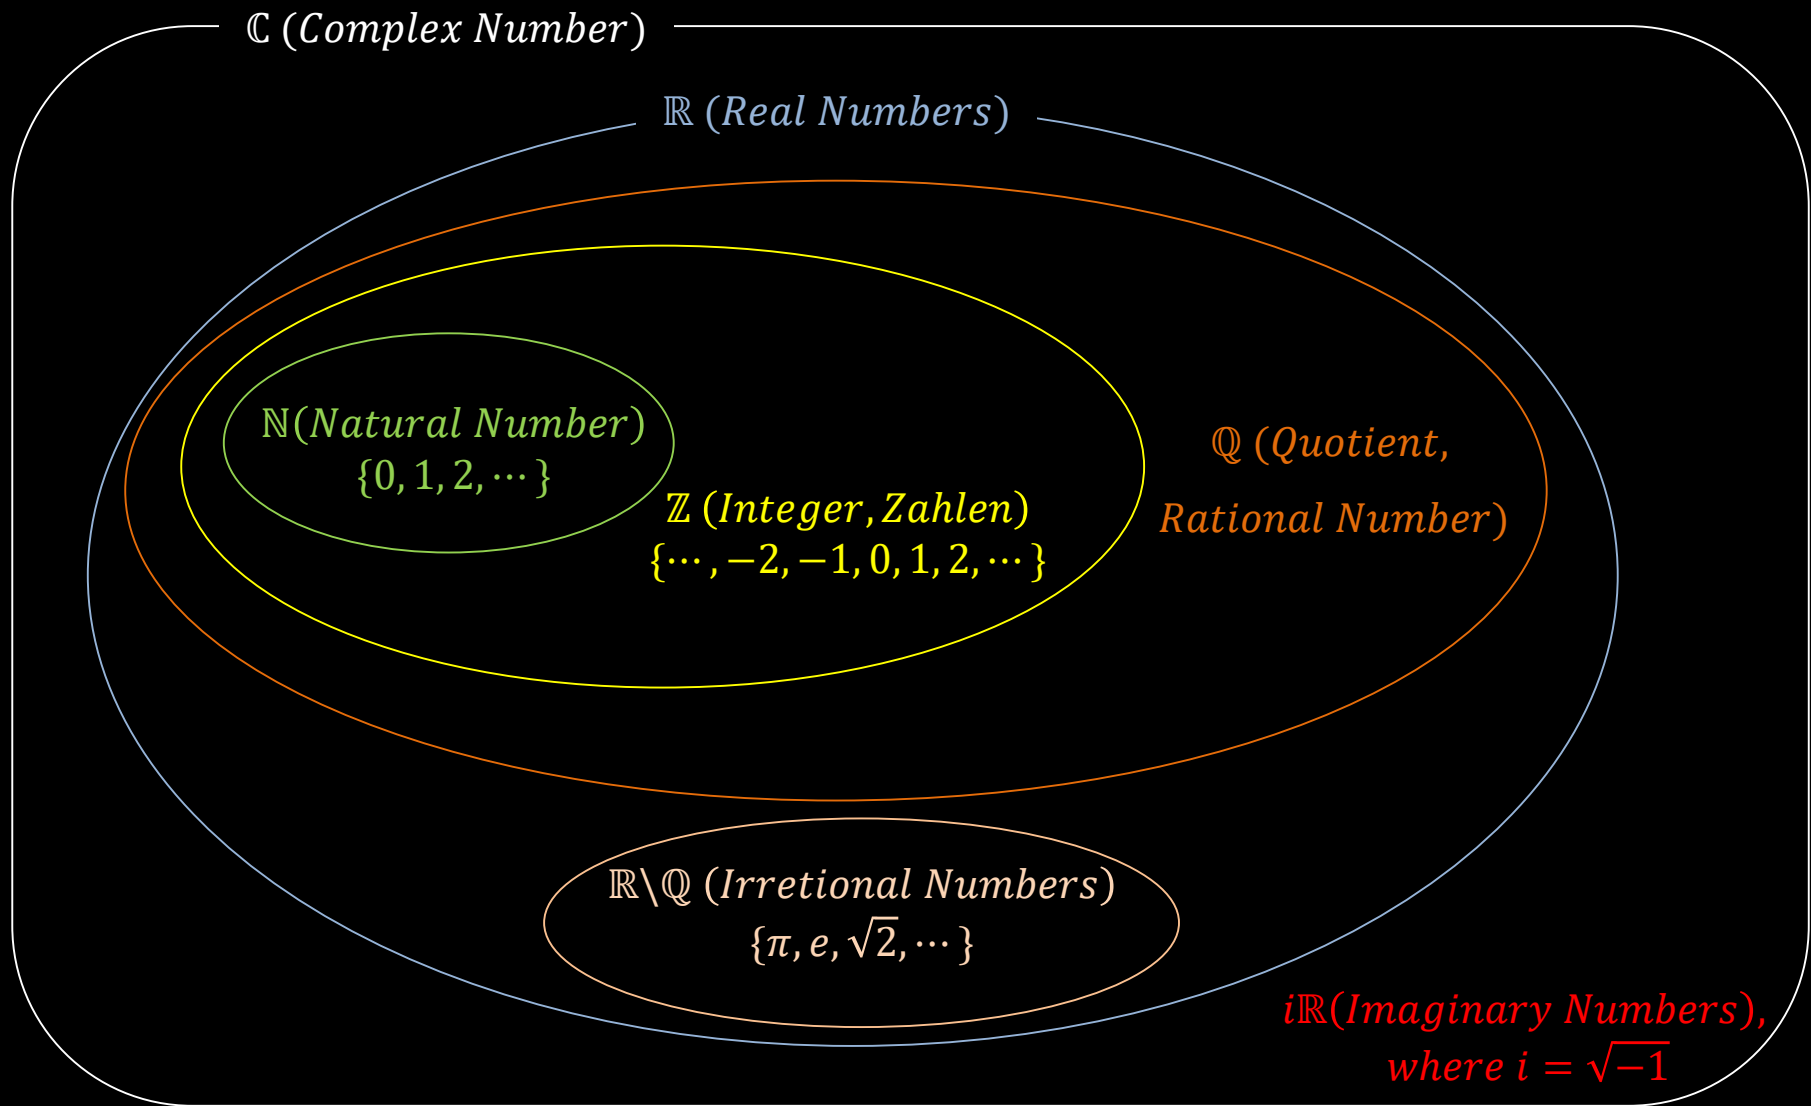 ℂ (Complex Number)
ℝ (Real Numbers)
ℕ(Natural Number)
{0, 1, 2, ⋯ }
ℤ (Integer, Zahlen)
{⋯ , −2, −1, 0, 1, 2, ⋯ }
ℚ (Quotient,
Rational Number)
ℝ\ℚ (Irretional Numbers)
{π, e, √2, ⋯ }
iℝ(Imaginary Numbers),
where i = √−1